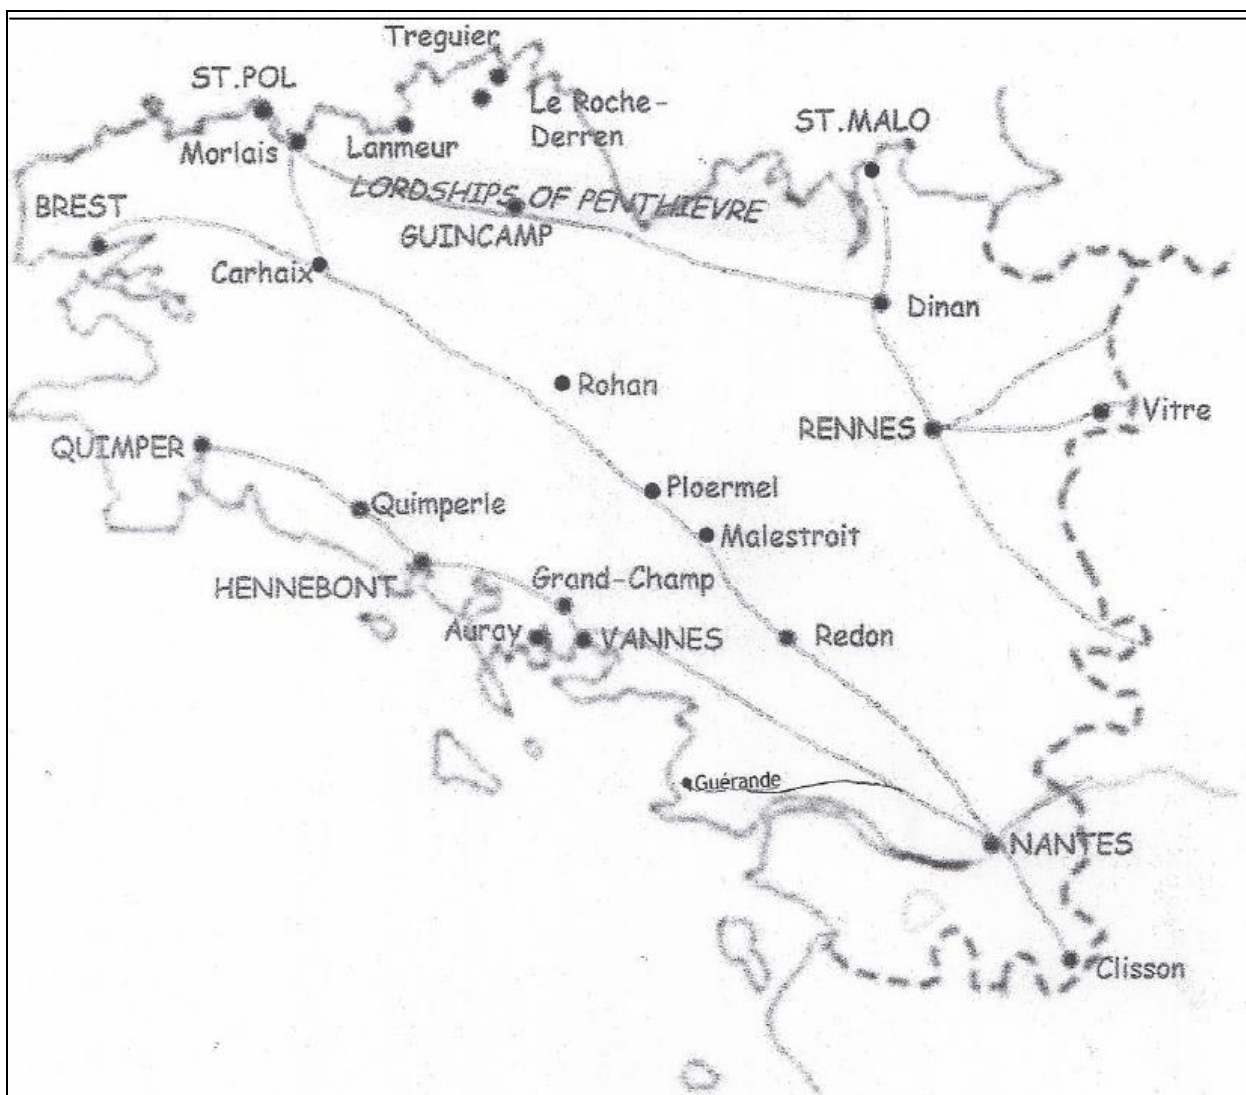 Treguier
ST.POL
Le Roche-
Derren
ST.MALO
Morlais
Lanmeur
LORDSHIPS OF PENTHIEVRE
BREST
GUINCAMP
Carhaix
Dinan
Rohan
Vitre
RENNES
QUIMPER
Ploermel
Quimperle
Malestroit
Grand-Champ
HENNEBONT
Auray
VANNES
Redon
Guérande
NANTES
Clisson